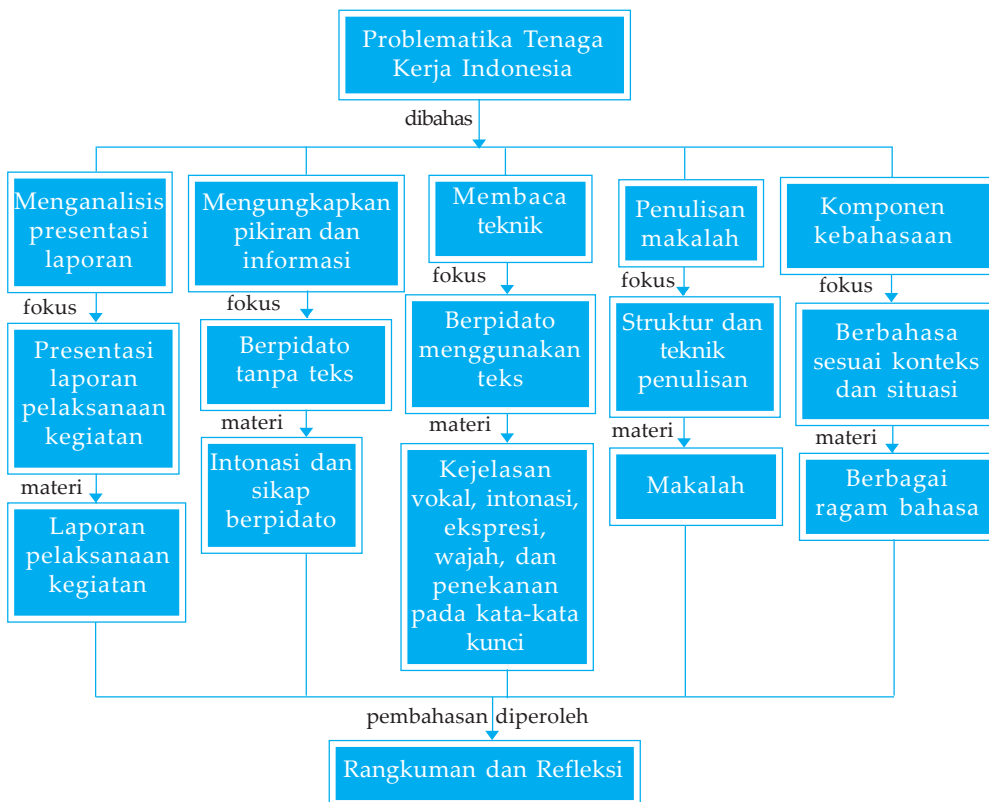 Problematika Tenaga
Kerja Indonesia
dibahas
Menganalisis
presentasi
laporan
fokus
Presentasi
laporan
pelaksanaan
kegiatan
materi
Laporan
pelaksanaan
kegiatan
Mengungkapkan
pikiran dan
informasi
fokus
Berpidato
tanpa teks
materi
Intonasi dan
sikap
berpidato
Membaca
teknik
fokus
Berpidato
menggunakan
teks
materi
Kejelasan
vokal, intonasi,
ekspresi,
wajah, dan
penekanan
pada kata-kata
kunci
Penulisan
makalah
fokus
Struktur dan
teknik
penulisan
materi
Makalah
Komponen
kebahasaan
fokus
Berbahasa
sesuai konteks
dan situasi
materi
Berbagai
ragam bahasa
pembahasan diperoleh
Rangkuman dan Refleksi